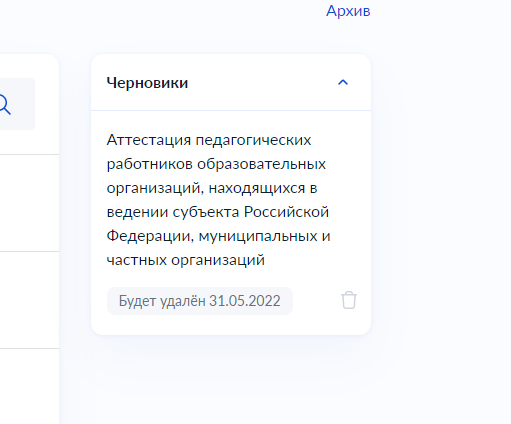 Архив
Черновики
Аттестация педагогических
работников образовательных
организаций, находящихся в
ведении субъекта Российской
Федерации, муниципальных и
частных организаций
Будет удалён 31.05.2022